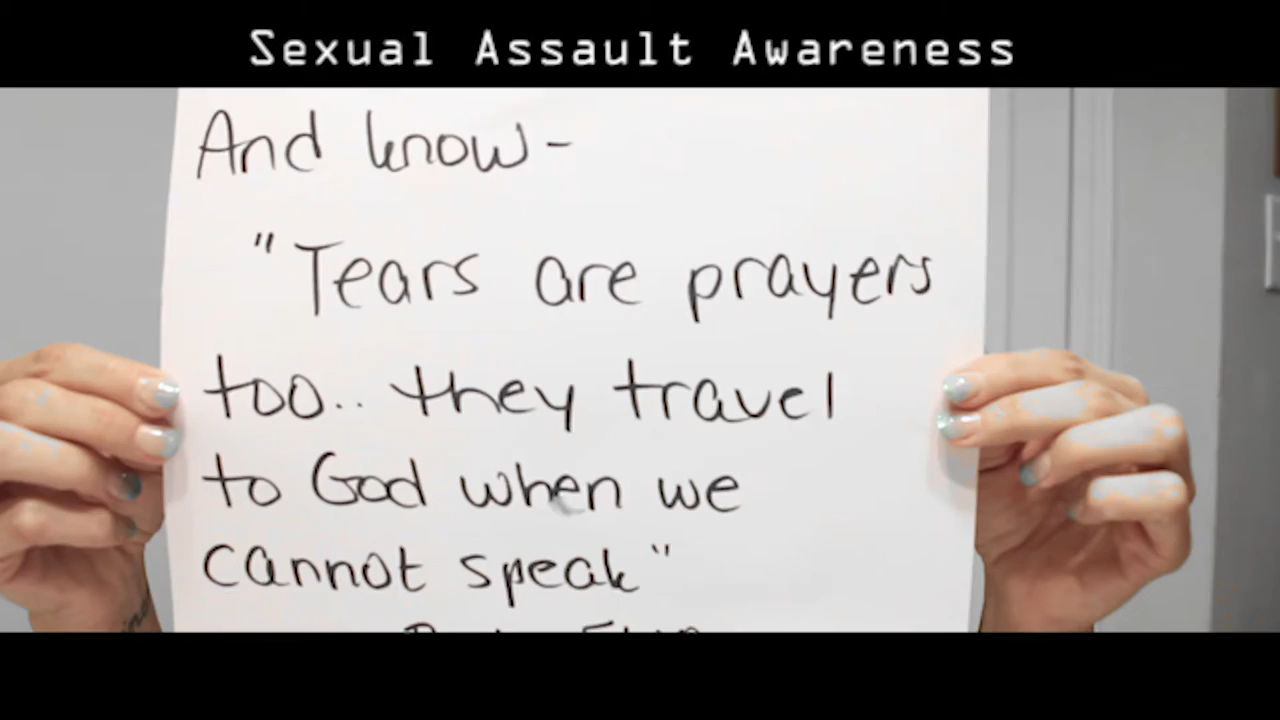 Sexual Assault Awareness
And know-
"Tears are prayers
too.. they travel
to God when we
cannot speak"